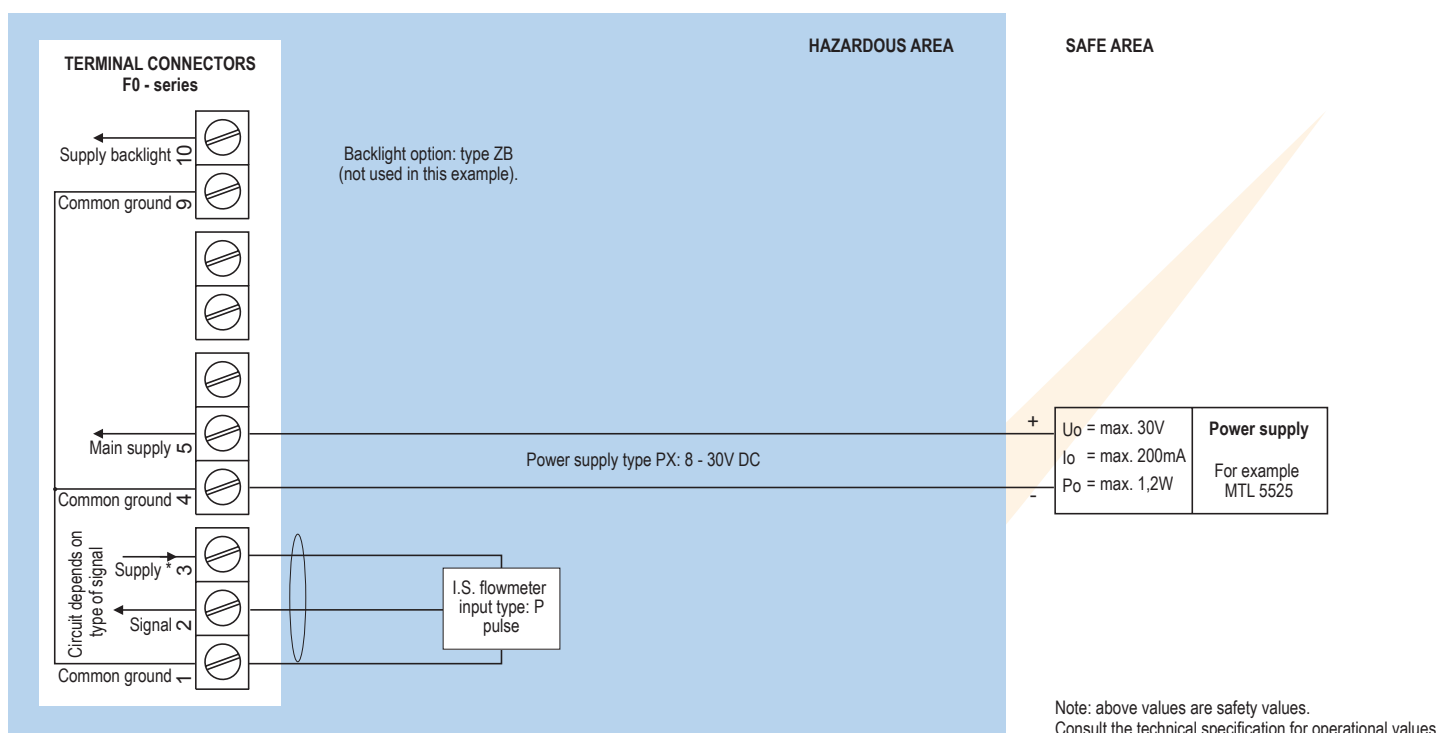 HAZARDOUS AREA
SAFE AREA
TERMINAL CONNECTORS
F0 - series
Supply backlight 10
Common ground 9
Backlight option: type ZB
(not used in this example).
Main supply 5
Common ground 4
Power supply type PX: 8 - 30V DC
+
-
Uo = max. 30V
Io = max. 200mA
Po = max. 1,2W
Power supply
For example
MTL 5525
Circuit depends on
type of signal
Supply * 3
Signal 2
Common ground 1
I.S. flowmeter
input type: P
pulse
Note: above values are safety values.
Consult the technical specification for operational values